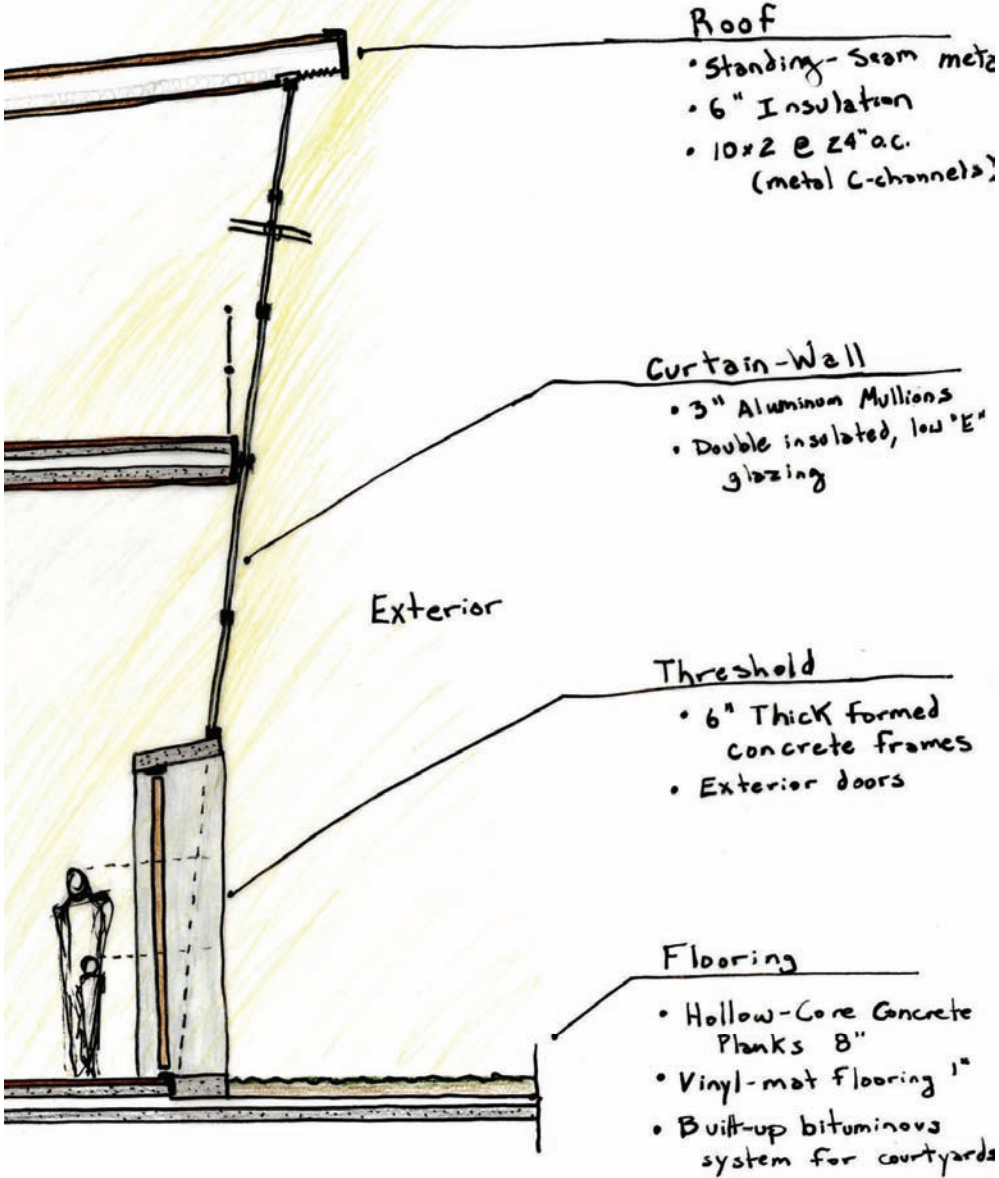 Roof
• Standing-Seam meta
• 6" Insulation
• 10x2 @ 24" o.c.
(metal C-channels)
Curtain-Wall
• 3" Aluminum Mullions
• Double insulated, low "E"
glazing
Exterior
Threshold
• 6" Thick formed
concrete frames
• Exterior doors
Flooring
• Hollow-Core Concrete
Planks 8"
• Vinyl-mat flooring 1"
• Built-up bituminous
system for courtyards